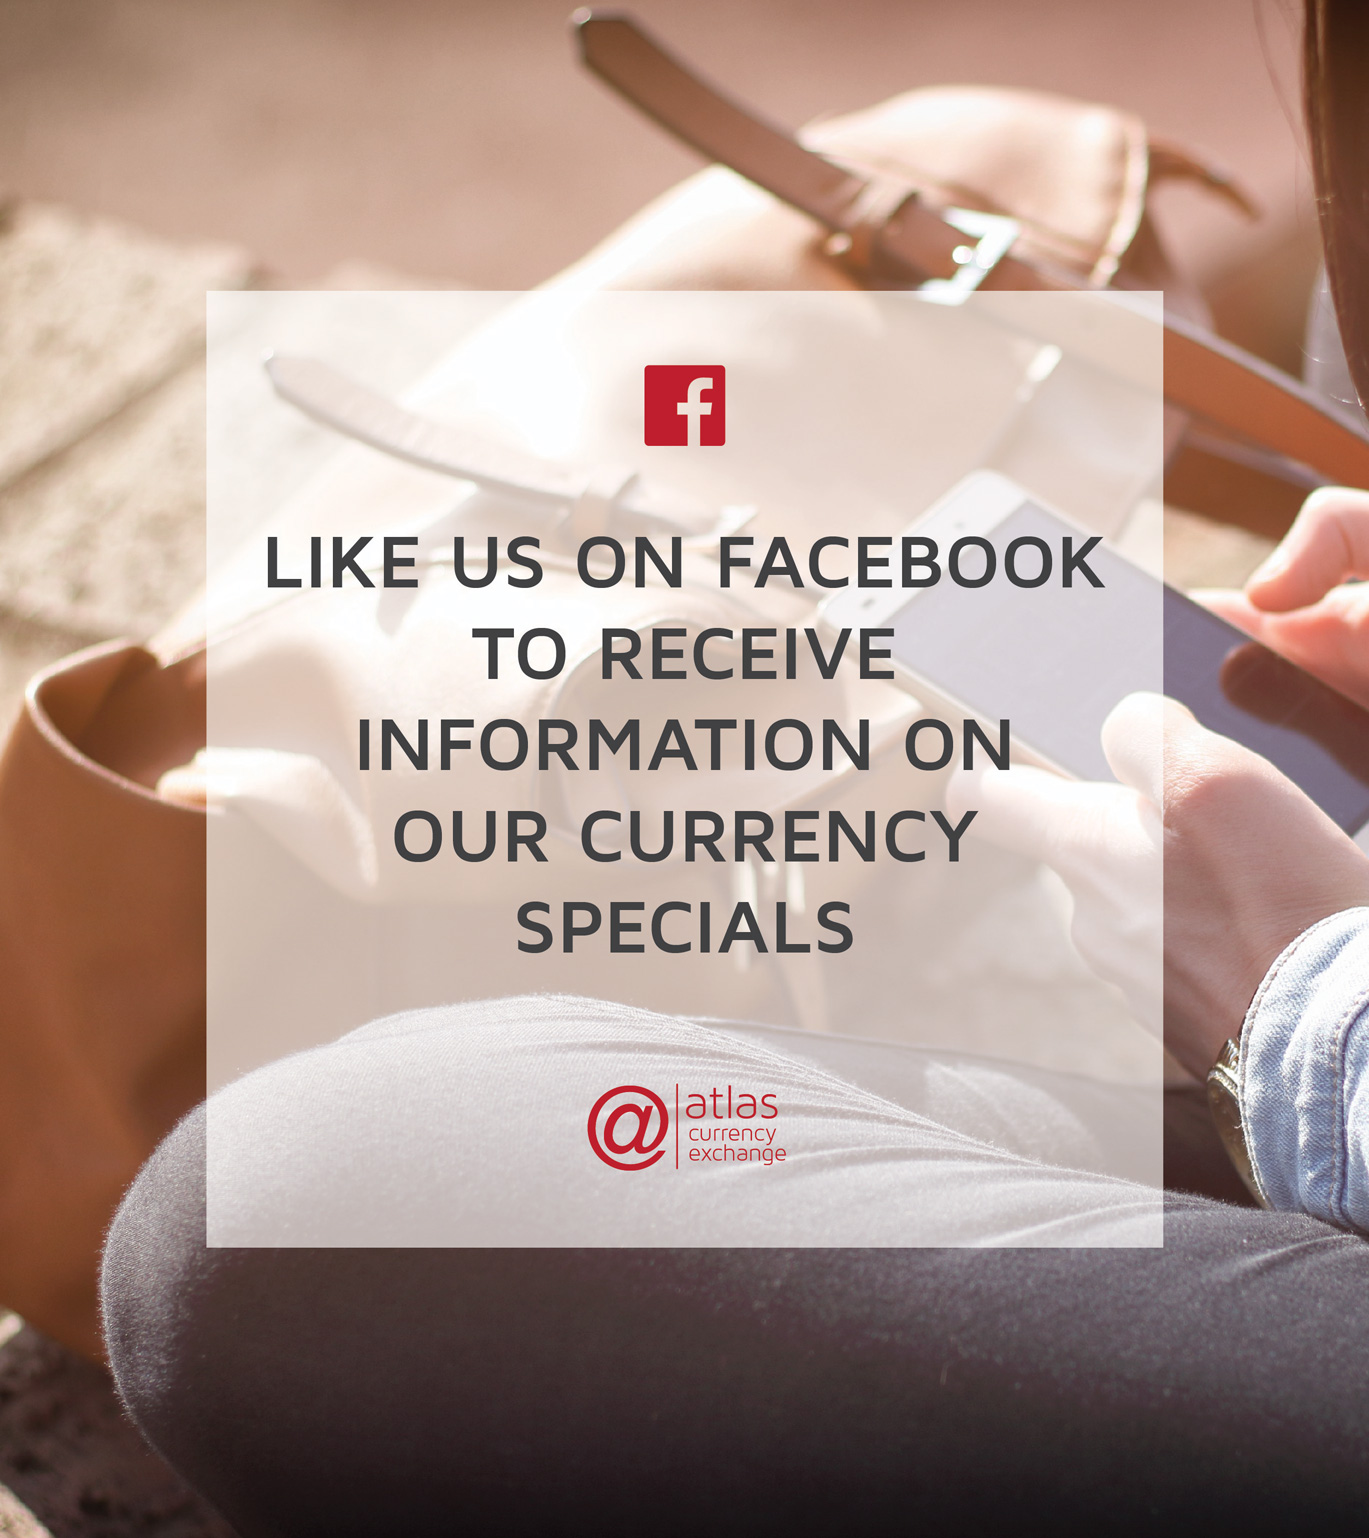 LIKE US ON FACEBOOK
TO RECEIVE
INFORMATION ON
OUR CURRENCY
SPECIALS
@ atlas
currency
exchange